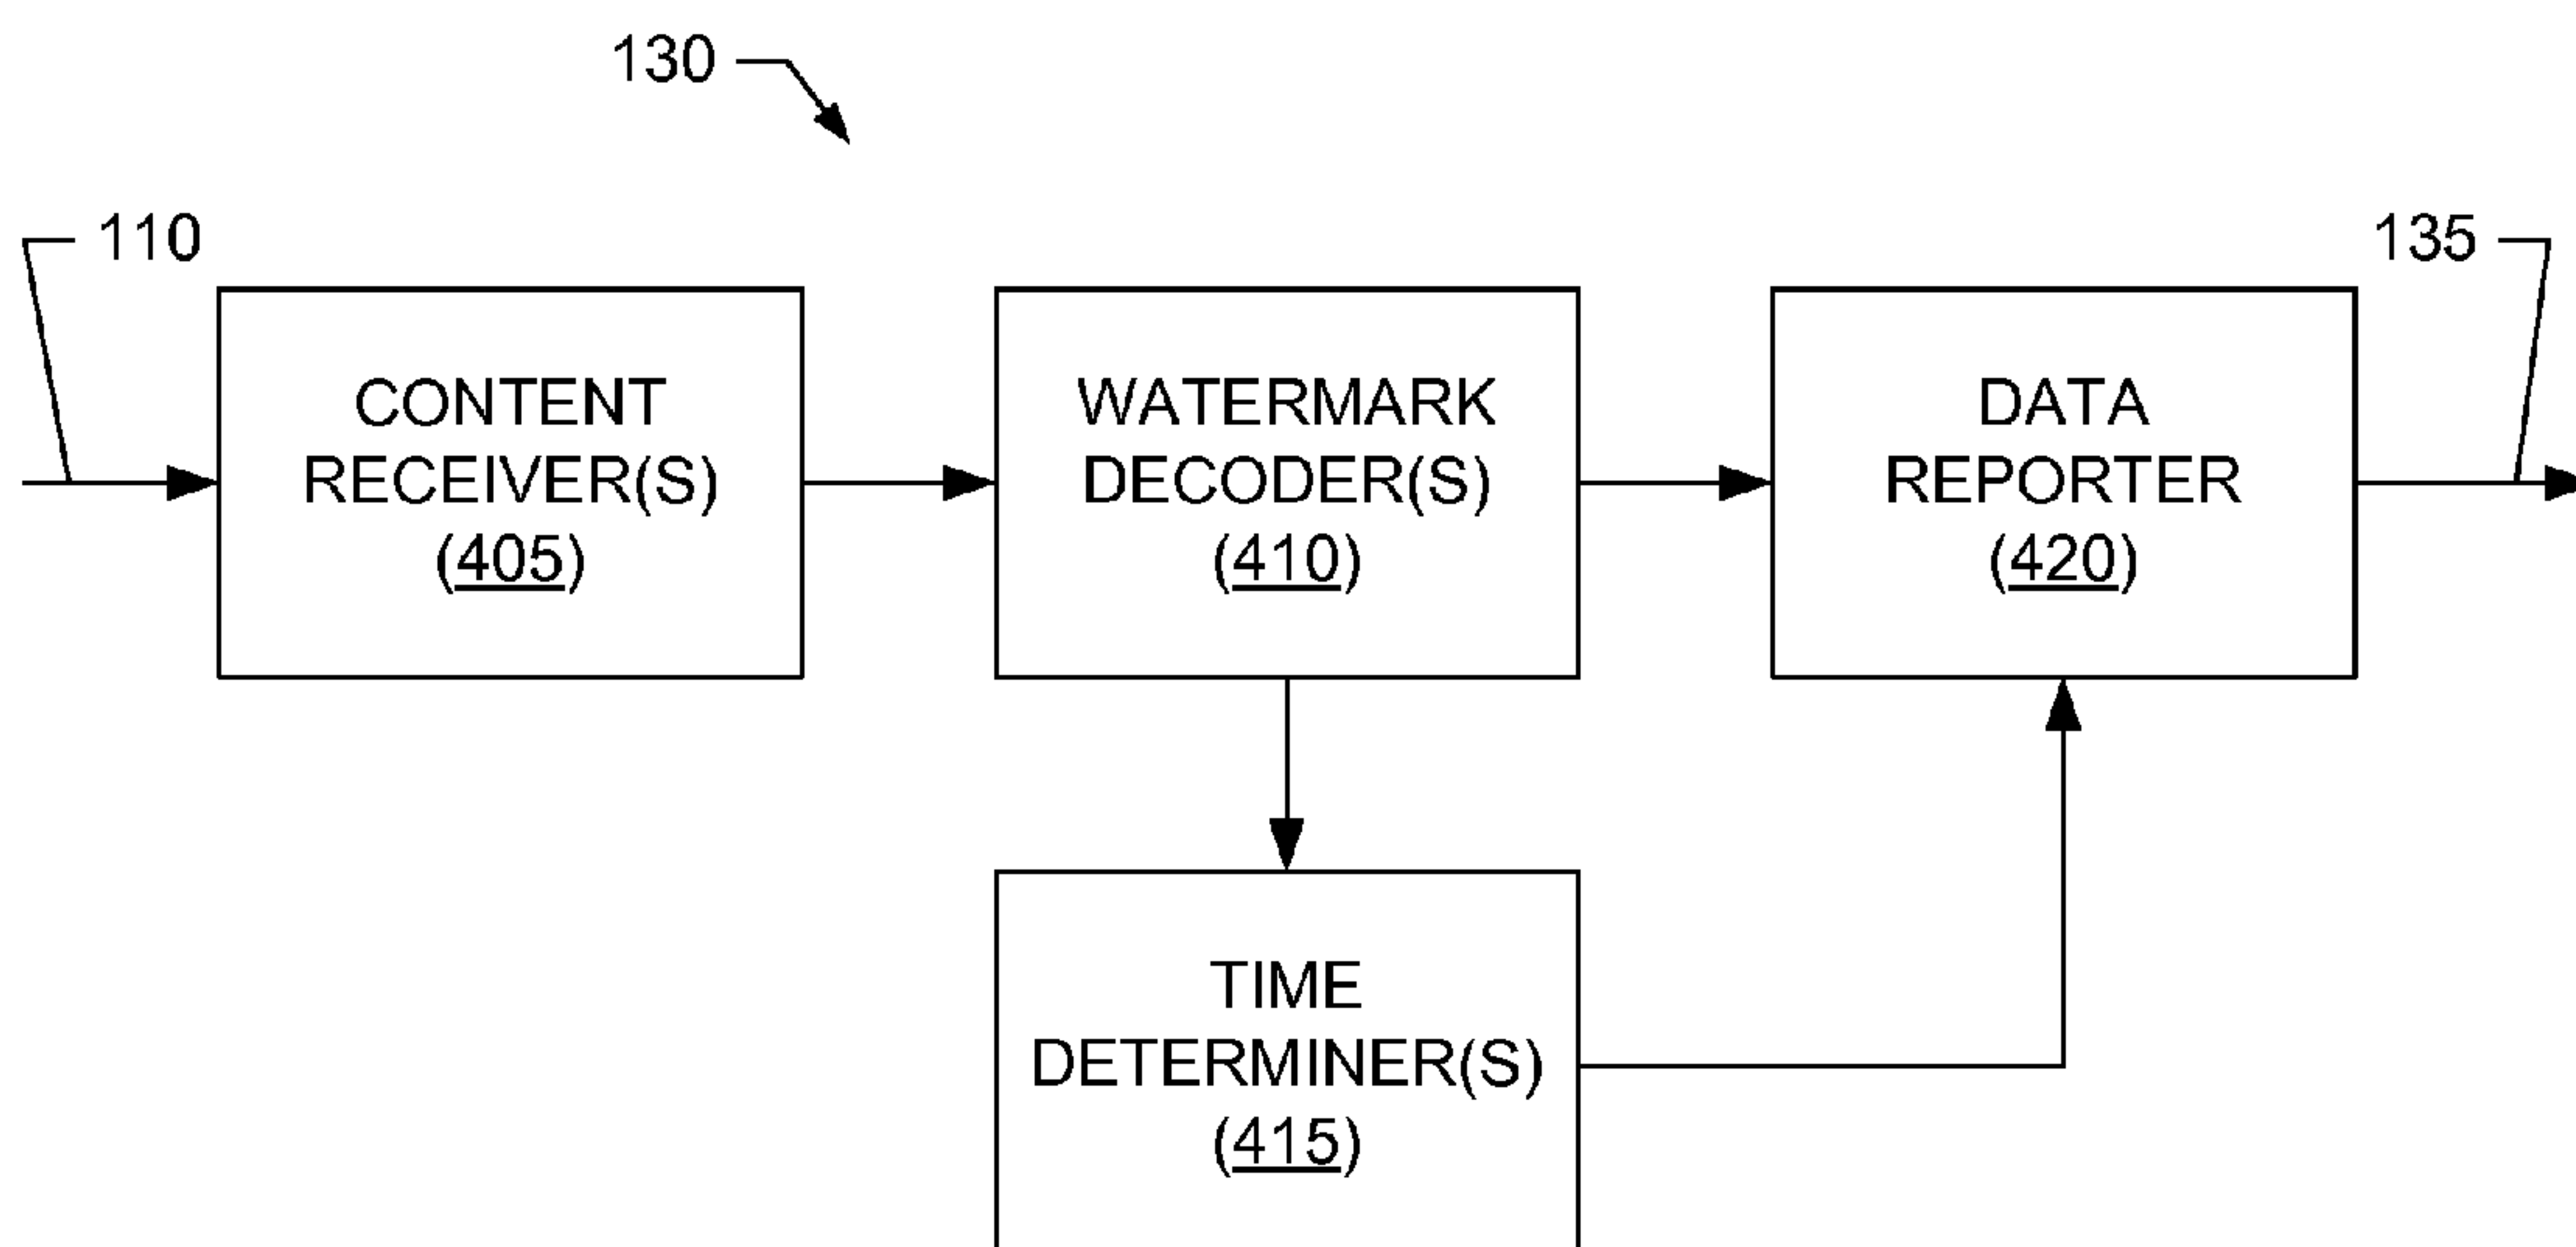 130
110
135
CONTENT
RECEIVER(S)
(405)
WATERMARK
DECODER(S)
(410)
DATA
REPORTER
(420)
TIME
DETERMINER(S)
(415)